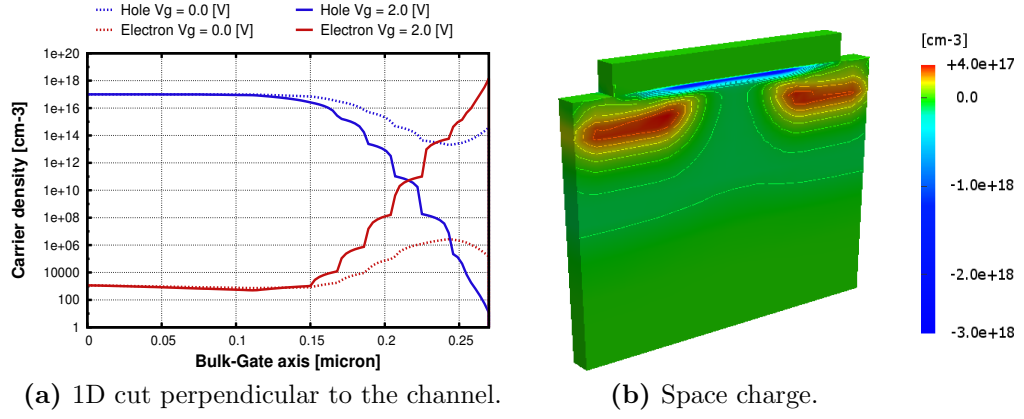 Hole Vg = 0.0 [V]
Hole Vg = 2.0 [V]
Electron Vg = 0.0 [V]
Electron Vg = 2.0 [V]
1e+20
1e+18
1e+16
1e+14
1e+12
1e+10
1e+08
1e+06
10000
100
1
Carrier density [cm-3]
0
0.05
0.1
0.15
0.2
0.25
Bulk-Gate axis [micron]
(a) 1D cut perpendicular to the channel.
[cm-3]
+4.0e+17
0.0
-1.0e+18
-2.0e+18
-3.0e+18
(b) Space charge.